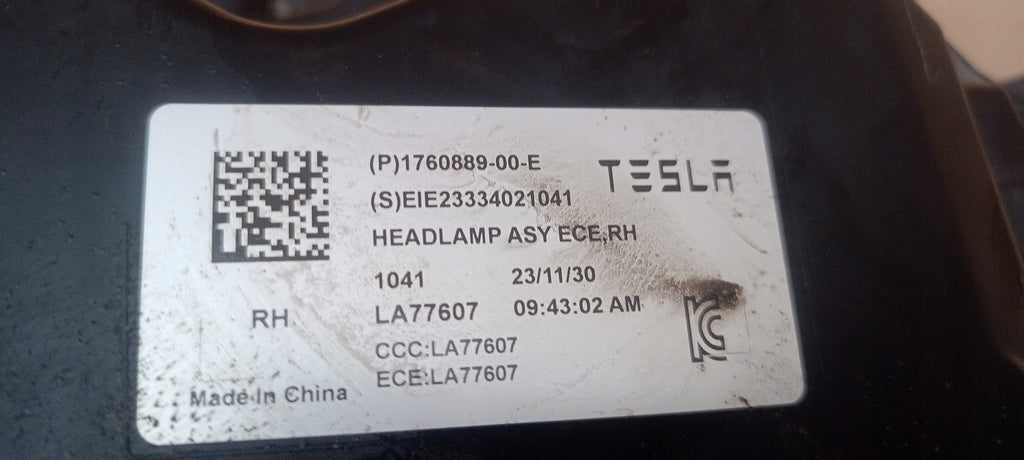 (P)1760889-00-E
TESLA
(S)EIE23334021041
HEADLAMP ASY ECE,RH
1041 23/11/30
RH
LA77607 09:43:02 AM
CCC:LA77607
ECE:LA77607
Made In China